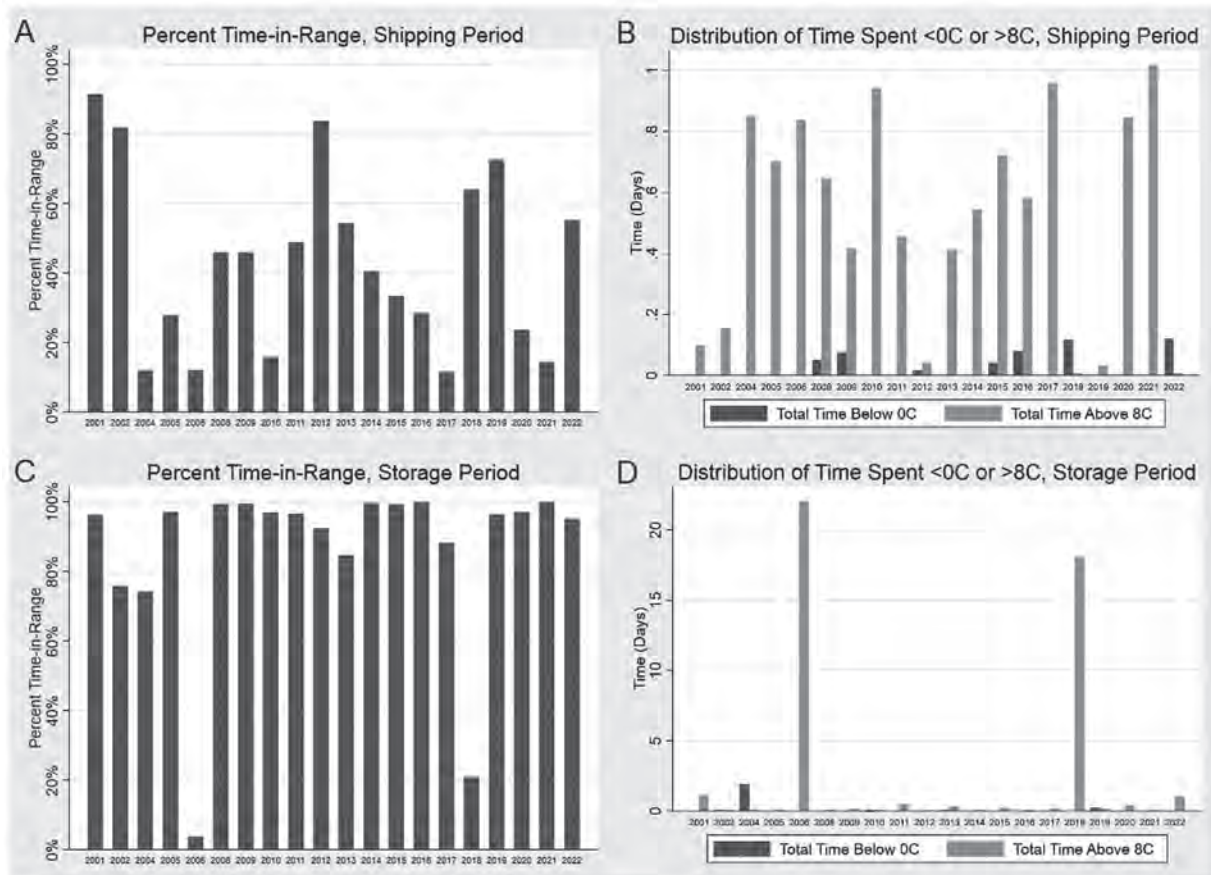 A
Percent Time-in-Range, Shipping Period
Percent Time-in-Range
100%
80%
60%
40%
20%
0%
2001 2002 2004 2005 2006 2008 2009 2010 2011 2012 2013 2014 2015 2016 2017 2018 2019 2020 2021 2022
B
Distribution of Time Spent <0C or >8C, Shipping Period
Time (Days)
1
.8
.6
.4
.2
0
2001 2002 2004 2005 2006 2008 2009 2010 2011 2012 2013 2014 2015 2016 2017 2018 2019 2020 2021 2022
Total Time Below 0C Total Time Above 8C
C
Percent Time-in-Range, Storage Period
Percent Time-in-Range
100%
80%
60%
40%
20%
0%
2001 2002 2004 2005 2006 2008 2009 2010 2011 2012 2013 2014 2015 2016 2017 2018 2019 2020 2021 2022
D
Distribution of Time Spent <0C or >8C, Storage Period
Time (Days)
20
15
10
5
0
2001 2002 2004 2005 2006 2008 2009 2010 2011 2012 2013 2014 2015 2016 2017 2018 2019 2020 2021 2022
Total Time Below 0C Total Time Above 8C